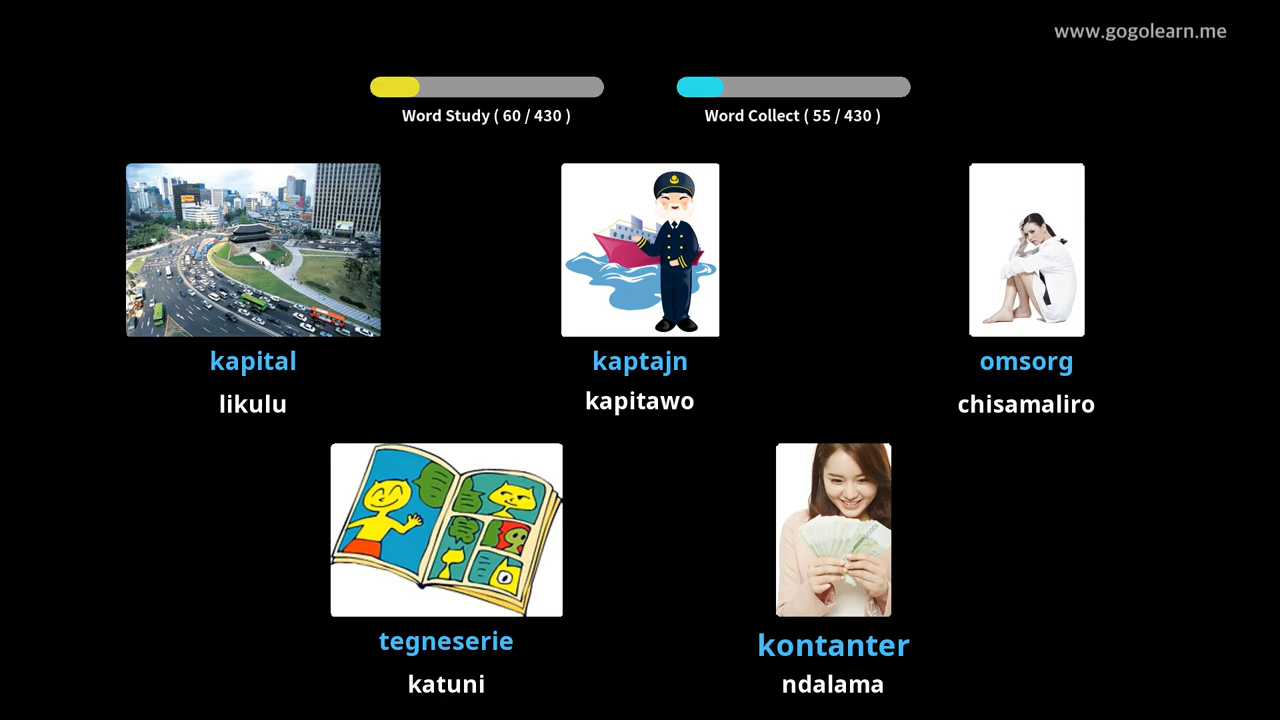 www.gogolearn.me
Word Study ( 60 / 430 )
Word Collect ( 55 / 430 )
kapital
likulu
kaptajn
kapitawo
omsorg
chisamaliro
tegneserie
katuni
kontanter
ndalama